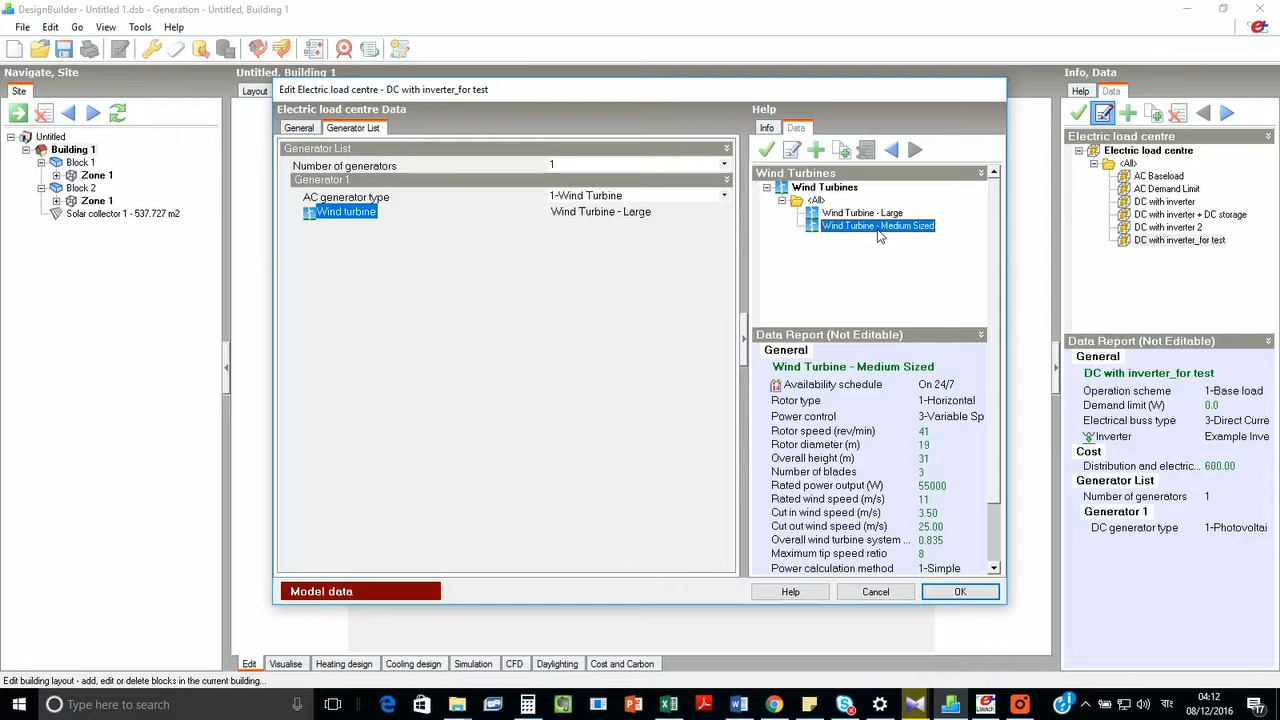 DesignBuilder - Untitled 1.dsb - Generation - Untitled, Building 1
File Edit Go View Tools Help
Navigate, Site
Site
Untitled
Building 1
Block 1
Zone 1
Block 2
Zone 1
Solar collector 1 - 537.727 m2
Untitled, Building 1
Layout
Edit Electric load centre - DC with inverter_for test
Electric load centre Data
General Generator List
Generator List
Number of generators 1
Generator 1
AC generator type 1-Wind Turbine
Wind turbine Wind Turbine - Large
Model data
Help
Info Data
Wind Turbines
Wind Turbines
<All>
Wind Turbine - Large
Wind Turbine - Medium Sized
Data Report (Not Editable)
General
Wind Turbine - Medium Sized
Availability schedule On 24/7
Rotor type 1-Horizontal
Power control 3-Variable Sp
Rotor speed (rev/min) 41
Rotor diameter (m) 19
Overall height (m) 31
Number of blades 3
Rated power output (W) 55000
Rated wind speed (m/s) 11
Cut in wind speed (m/s) 3.50
Cut out wind speed (m/s) 25.00
Overall wind turbine system ... 0.835
Maximum tip speed ratio 8
Power calculation method 1-Simple
Help Cancel OK
Info, Data
Help Data
Electric load centre
Electric load centre
<All>
AC Baseload
AC Demand Limit
DC with inverter
DC with inverter + DC storage
DC with inverter 2
DC with inverter_for test
Data Report (Not Editable)
General
DC with inverter_for test
Operation scheme 1-Base load
Demand limit (W) 0.0
Electrical buss type 3-Direct Curre
Inverter Example Inve
Cost
Distribution and electric... 600.00
Generator List
Number of generators 1
Generator 1
DC generator type 1-Photovoltai
Edit Visualise Heating design Cooling design Simulation CFD Daylighting Cost and Carbon
Edit building layout - add, edit or delete blocks in the current building...
Type here to search
বাং
04:12
08/12/2016